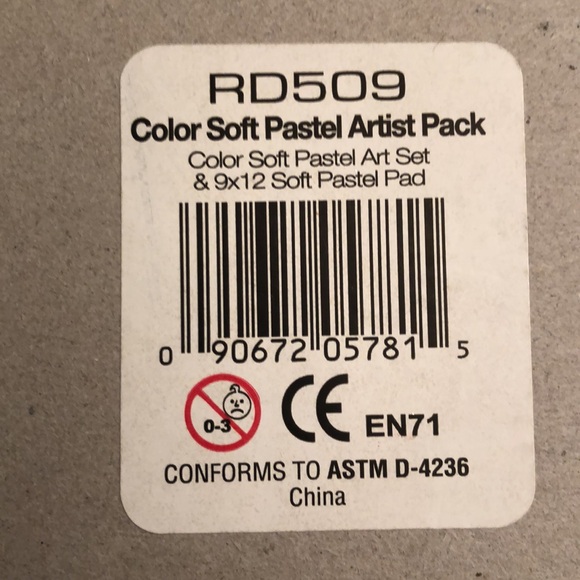 RD509
Color Soft Pastel Artist Pack
Color Soft Pastel Art Set
& 9x12 Soft Pastel Pad
0 90672 05781 5
0-3 CE EN71
CONFORMS TO ASTM D-4236
China